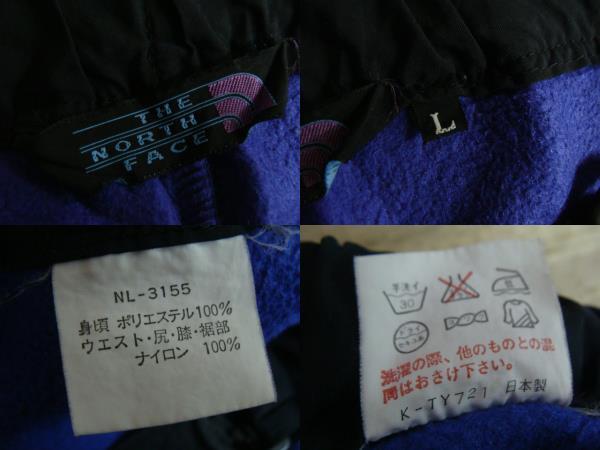 THE
NORTH
FACE
L
NL-3155
身頃 ポリエステル100%
ウエスト・尻・膝・裾部
ナイロン 100%
手洗イ
30
ドライ
セキユ系
洗濯の際、他のものとの混
同はおさけ下さい。
K-TY721 日本製